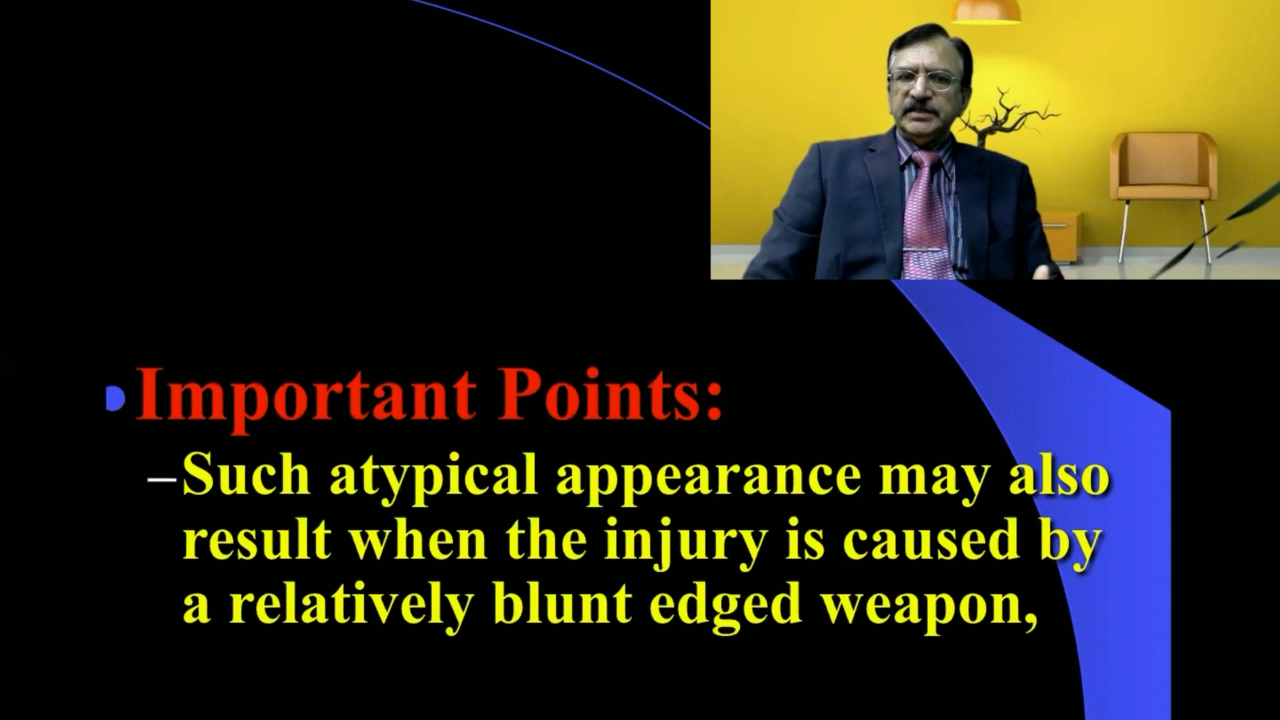 Important Points:
–Such atypical appearance may also
result when the injury is caused by
a relatively blunt edged weapon,